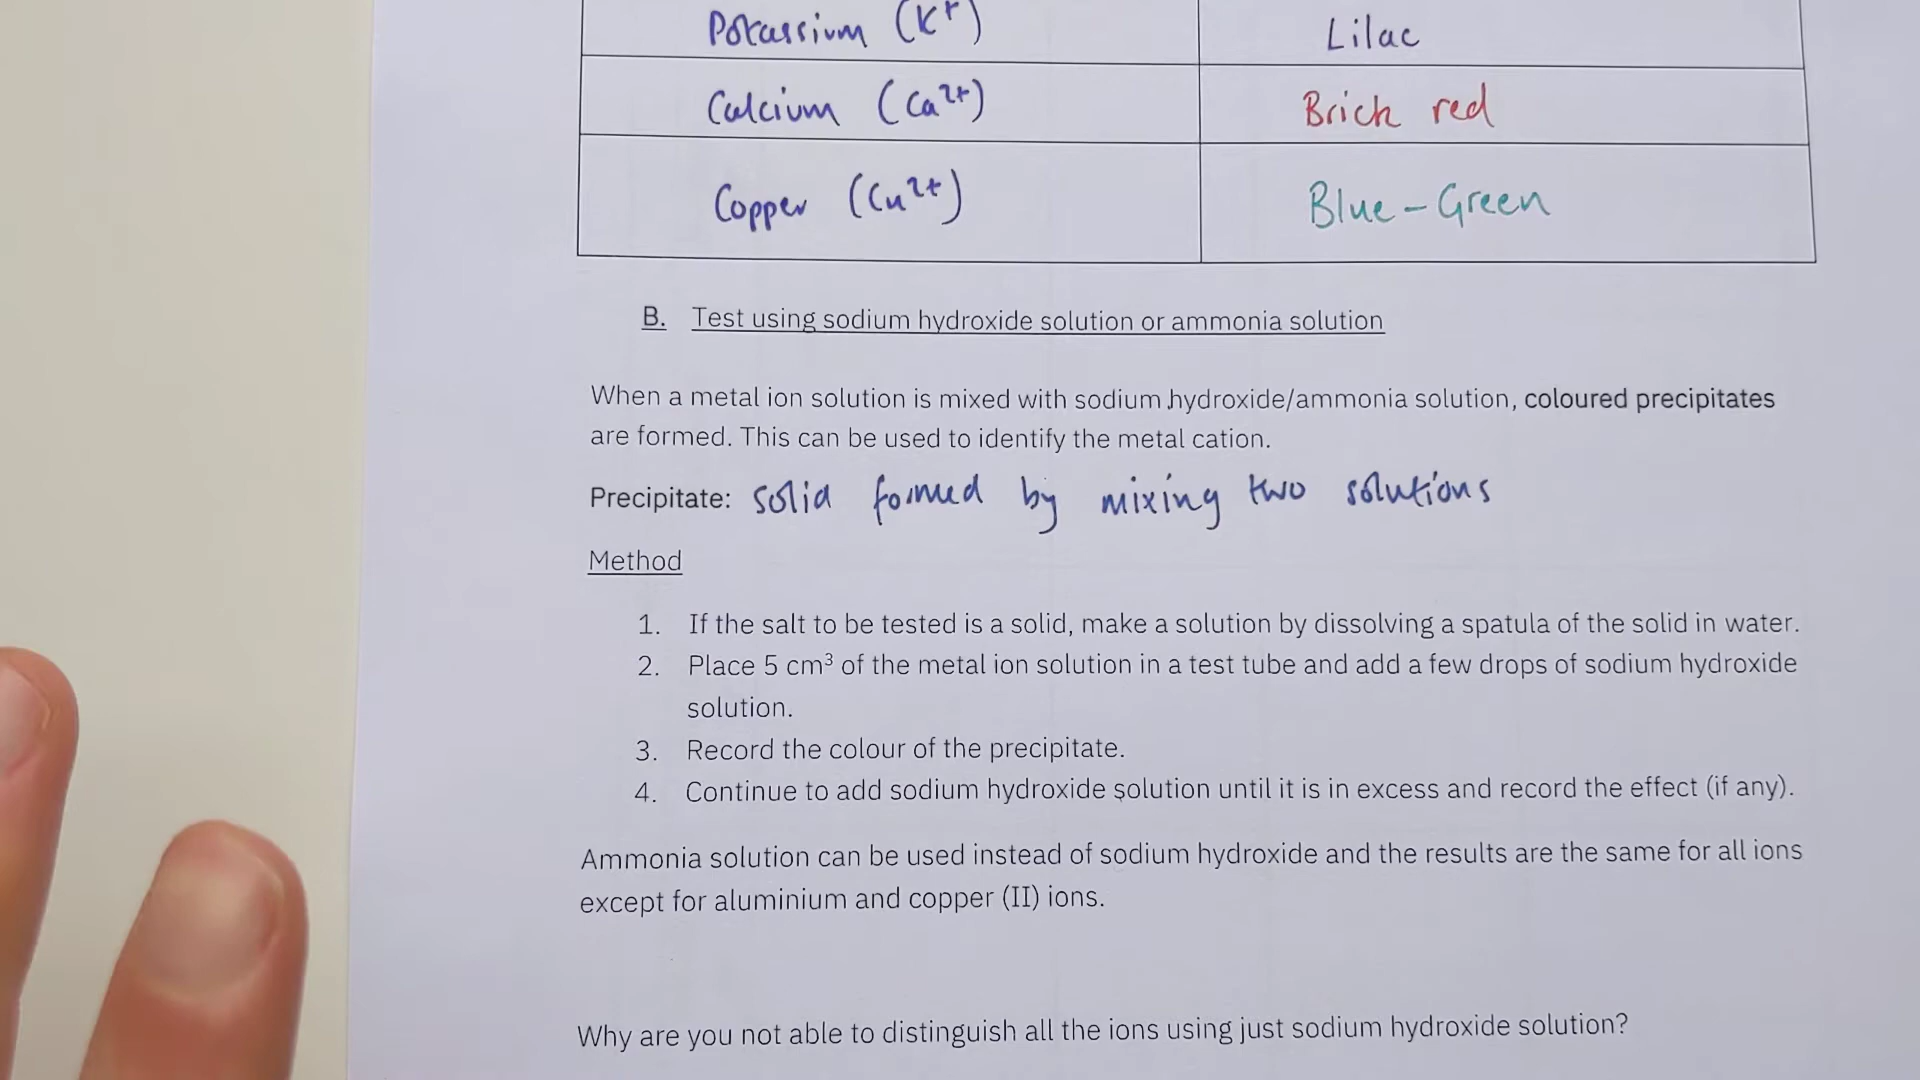 Potassium (K⁺) Lilac
Calcium (Ca²⁺) Brick red
Copper (Cu²⁺) Blue-Green
B. Test using sodium hydroxide solution or ammonia solution
When a metal ion solution is mixed with sodium hydroxide/ammonia solution, coloured precipitates
are formed. This can be used to identify the metal cation.
Precipitate: solid formed by mixing two solutions
Method
1. If the salt to be tested is a solid, make a solution by dissolving a spatula of the solid in water.
2. Place 5 cm³ of the metal ion solution in a test tube and add a few drops of sodium hydroxide
solution.
3. Record the colour of the precipitate.
4. Continue to add sodium hydroxide solution until it is in excess and record the effect (if any).
Ammonia solution can be used instead of sodium hydroxide and the results are the same for all ions
except for aluminium and copper (II) ions.
Why are you not able to distinguish all the ions using just sodium hydroxide solution?